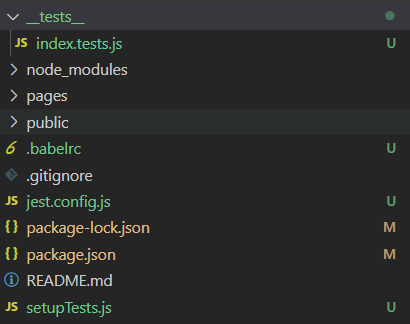 __tests__
JS index.tests.js U
node_modules
pages
public
.babelrc U
.gitignore
JS jest.config.js U
{} package-lock.json M
{} package.json M
README.md
JS setupTests.js U